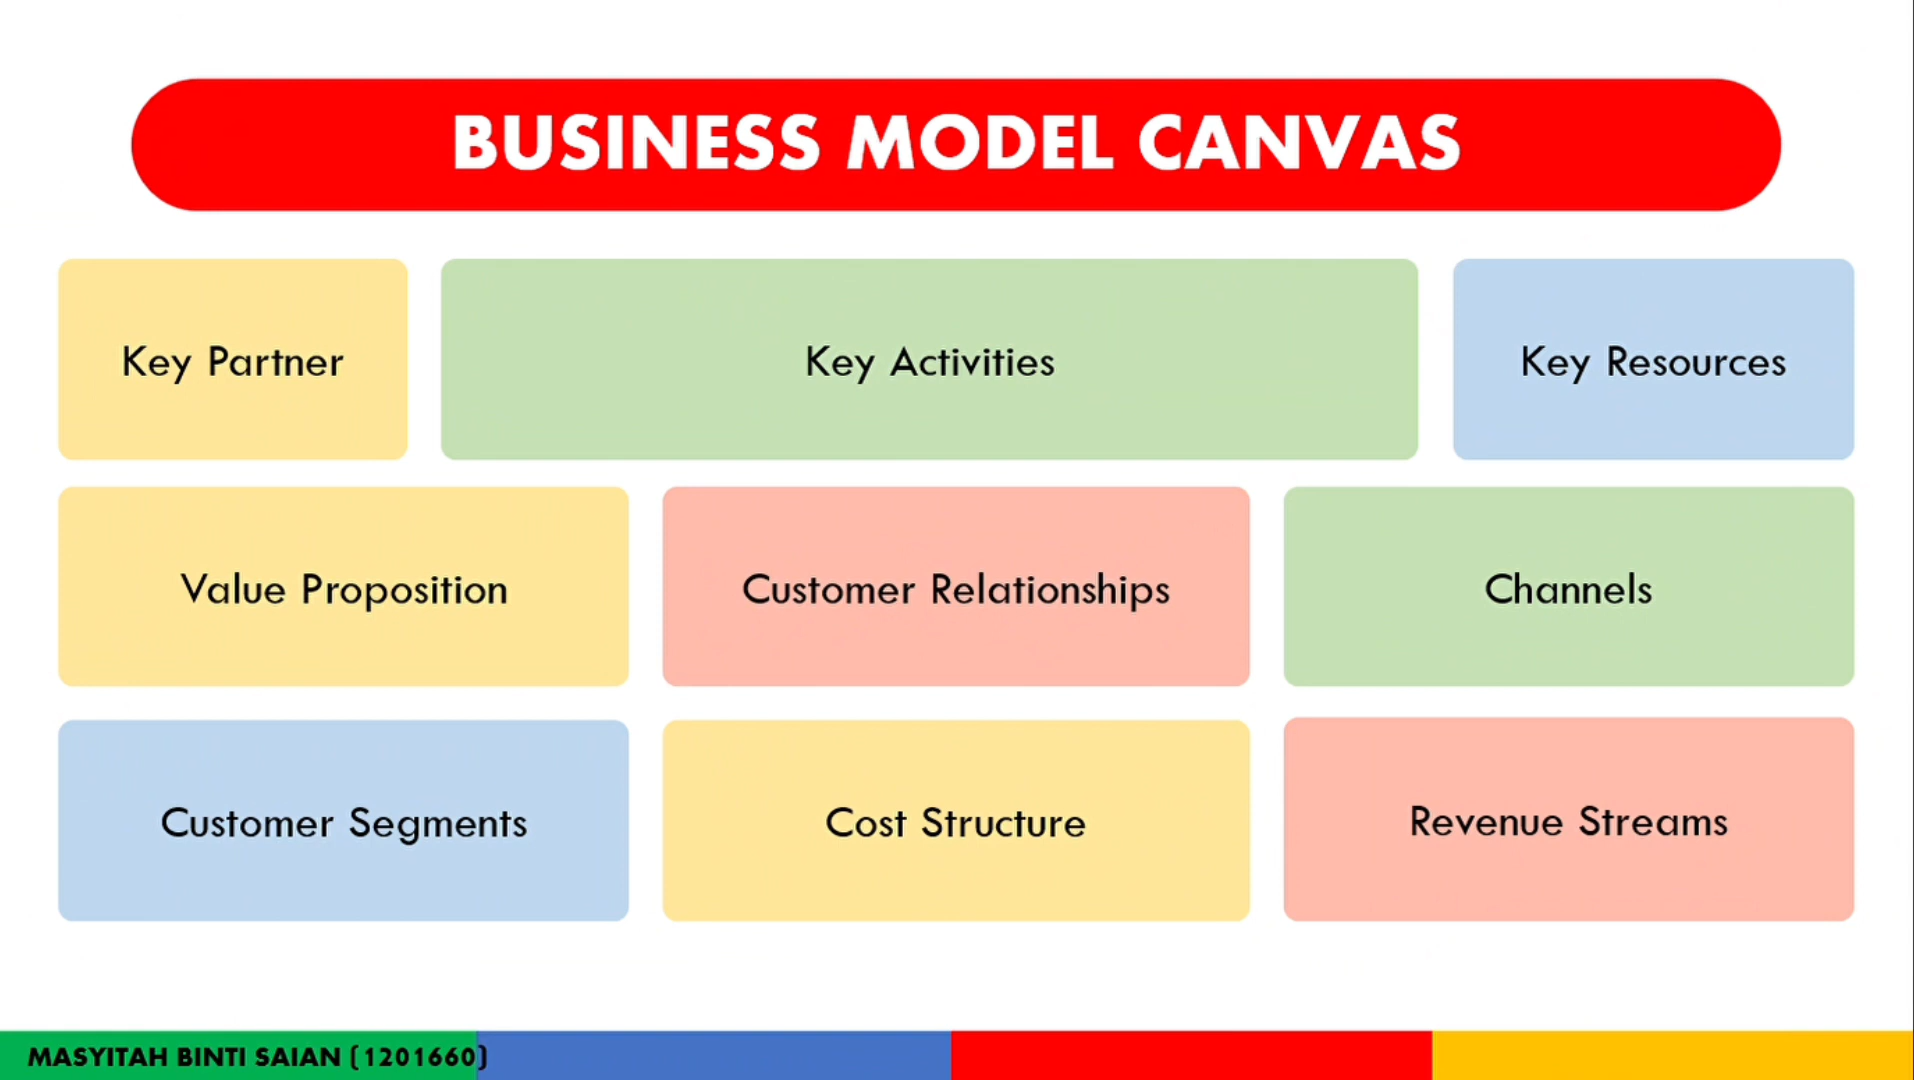 BUSINESS MODEL CANVAS
Key Partner
Key Activities
Key Resources
Value Proposition
Customer Relationships
Channels
Customer Segments
Cost Structure
Revenue Streams
MASYITAH BINTI SAIAN (1201660)